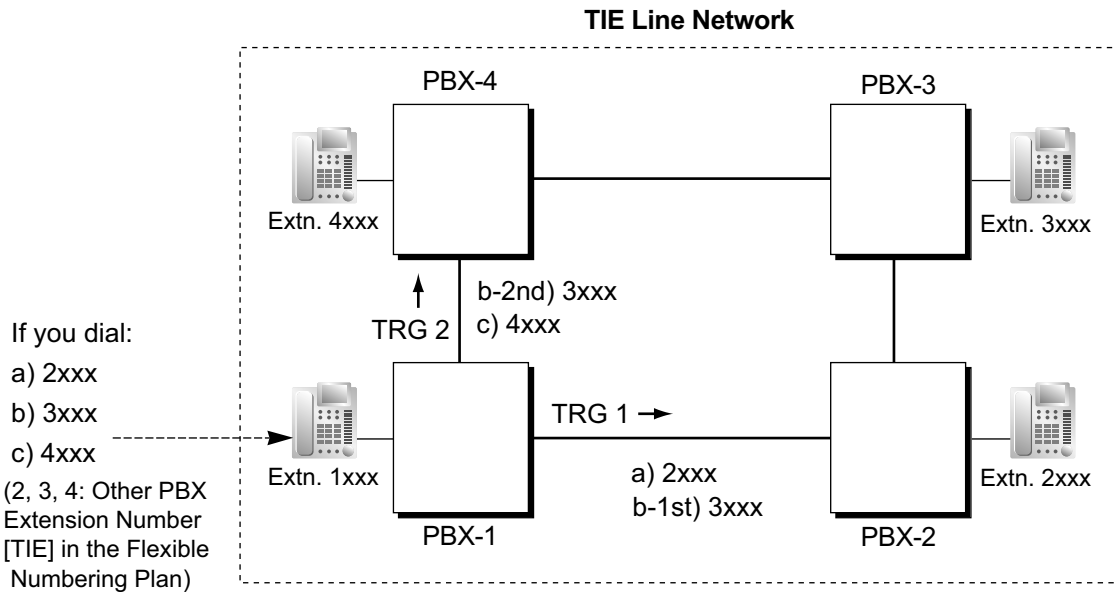 TIE Line Network
PBX-4
PBX-3
Extn. 4xxx
Extn. 3xxx
b-2nd) 3xxx
TRG 2
c) 4xxx
If you dial:
a) 2xxx
b) 3xxx
c) 4xxx
(2, 3, 4: Other PBX
Extension Number
[TIE] in the Flexible
Numbering Plan)
TRG 1
Extn. 1xxx
a) 2xxx
b-1st) 3xxx
Extn. 2xxx
PBX-1
PBX-2